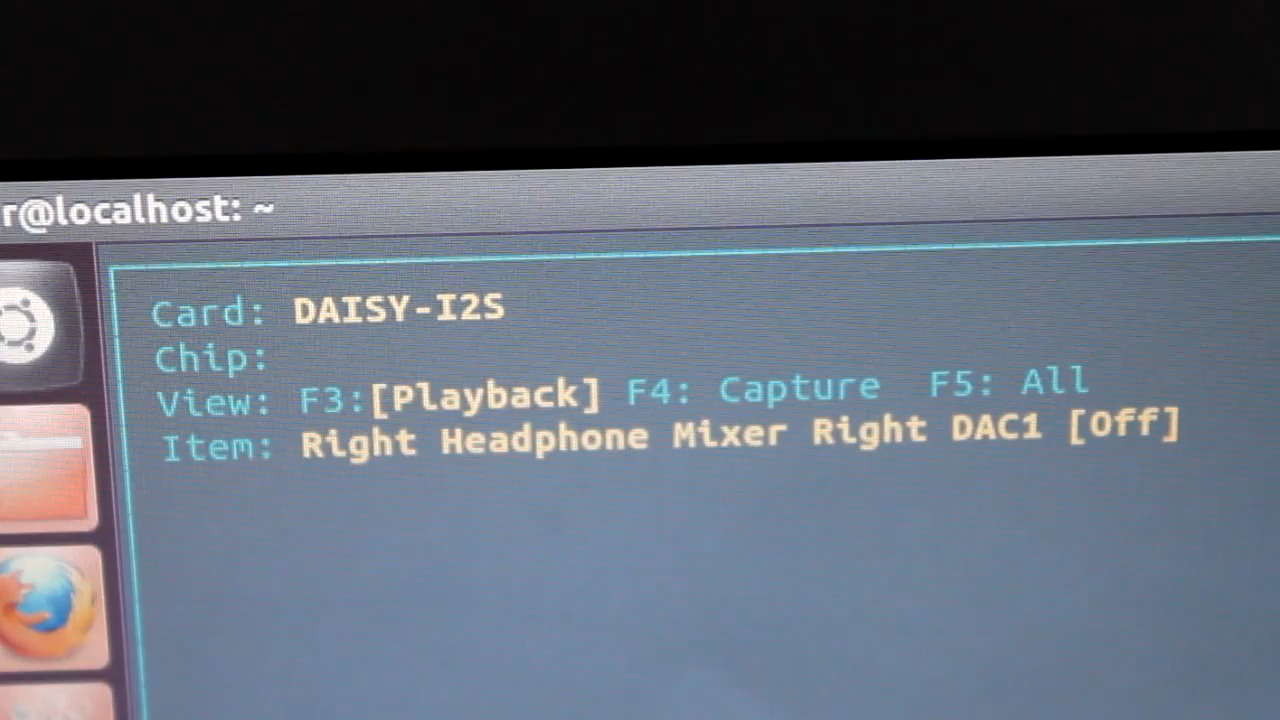 r@localhost: ~
Card: DAISY-I2S
Chip:
View: F3:[Playback] F4: Capture F5: All
Item: Right Headphone Mixer Right DAC1 [Off]